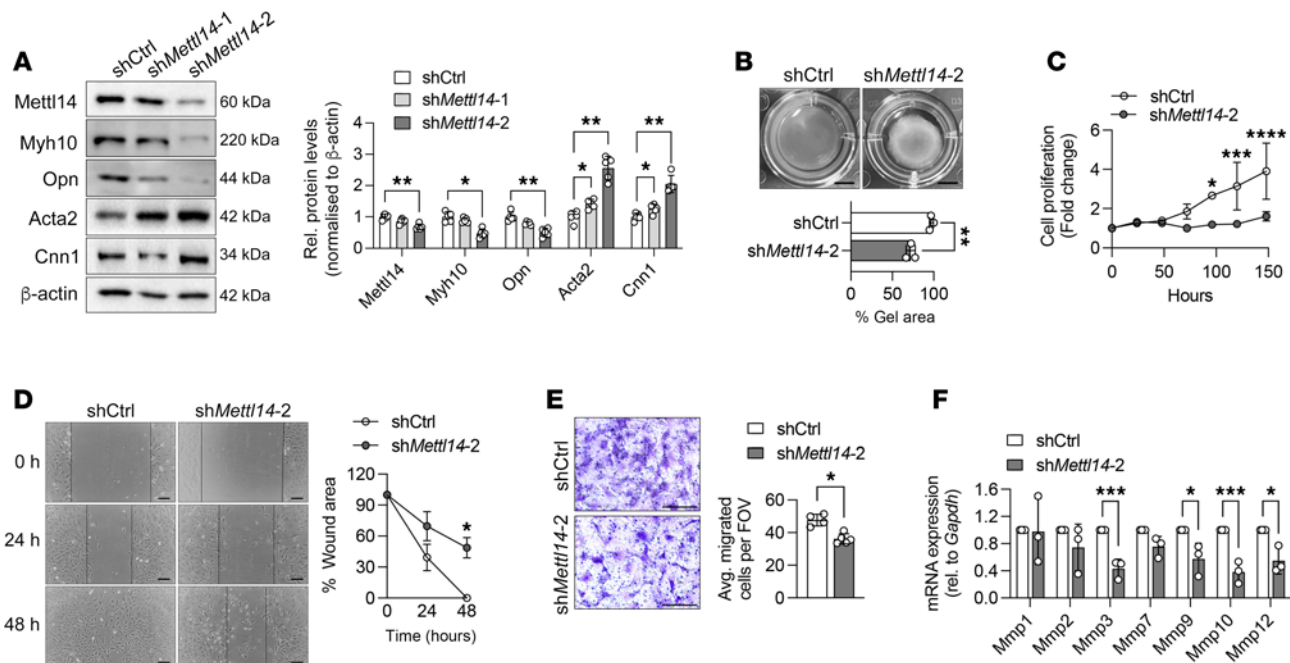 A
shCtrl
shMettl14-1
shMettl14-2
Mettl14
60 kDa
Myh10
220 kDa
Opn
44 kDa
Acta2
42 kDa
Cnn1
34 kDa
β-actin
42 kDa
shCtrl
shMettl14-1
shMettl14-2
Rel. protein levels
(normalised to β-actin)
6
4
2
0
**
*
**
*
**
*
**
Mettl14
Myh10
Opn
Acta2
Cnn1
B
shCtrl
shMettl14-2
shCtrl
shMettl14-2
***
0
50
100
% Gel area
C
shCtrl
shMettl14-2
Cell proliferation
(Fold change)
6
4
2
0
*
***
****
0
50
100
150
Hours
D
shCtrl
shMettl14-2
0 h
24 h
48 h
shCtrl
shMettl14-2
% Wound area
120
90
60
30
0
*
0
24
48
Time (hours)
E
shCtrl
shMettl14-2
shCtrl
shMettl14-2
Avg. migrated
cells per FOV
60
40
20
0
*
F
shCtrl
shMettl14-2
mRNA expression
(rel. to Gapdh)
1.6
1.2
0.8
0.4
0.0
***
*
***
*
Mmp1
Mmp2
Mmp3
Mmp7
Mmp9
Mmp10
Mmp12